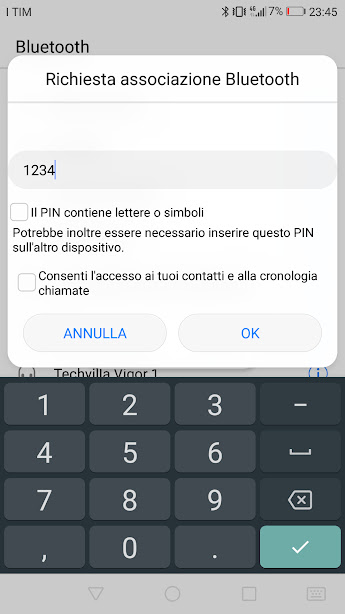 I TIM 4G 7% 23:45
Bluetooth
Richiesta associazione Bluetooth
1234
Il PIN contiene lettere o simboli
Potrebbe inoltre essere necessario inserire questo PIN
sull'altro dispositivo.
Consenti l'accesso ai tuoi contatti e alla cronologia
chiamate
ANNULLA OK
Techvilla Vigor 1
1 2 3 –
4 5 6
7 8 9
, 0 .